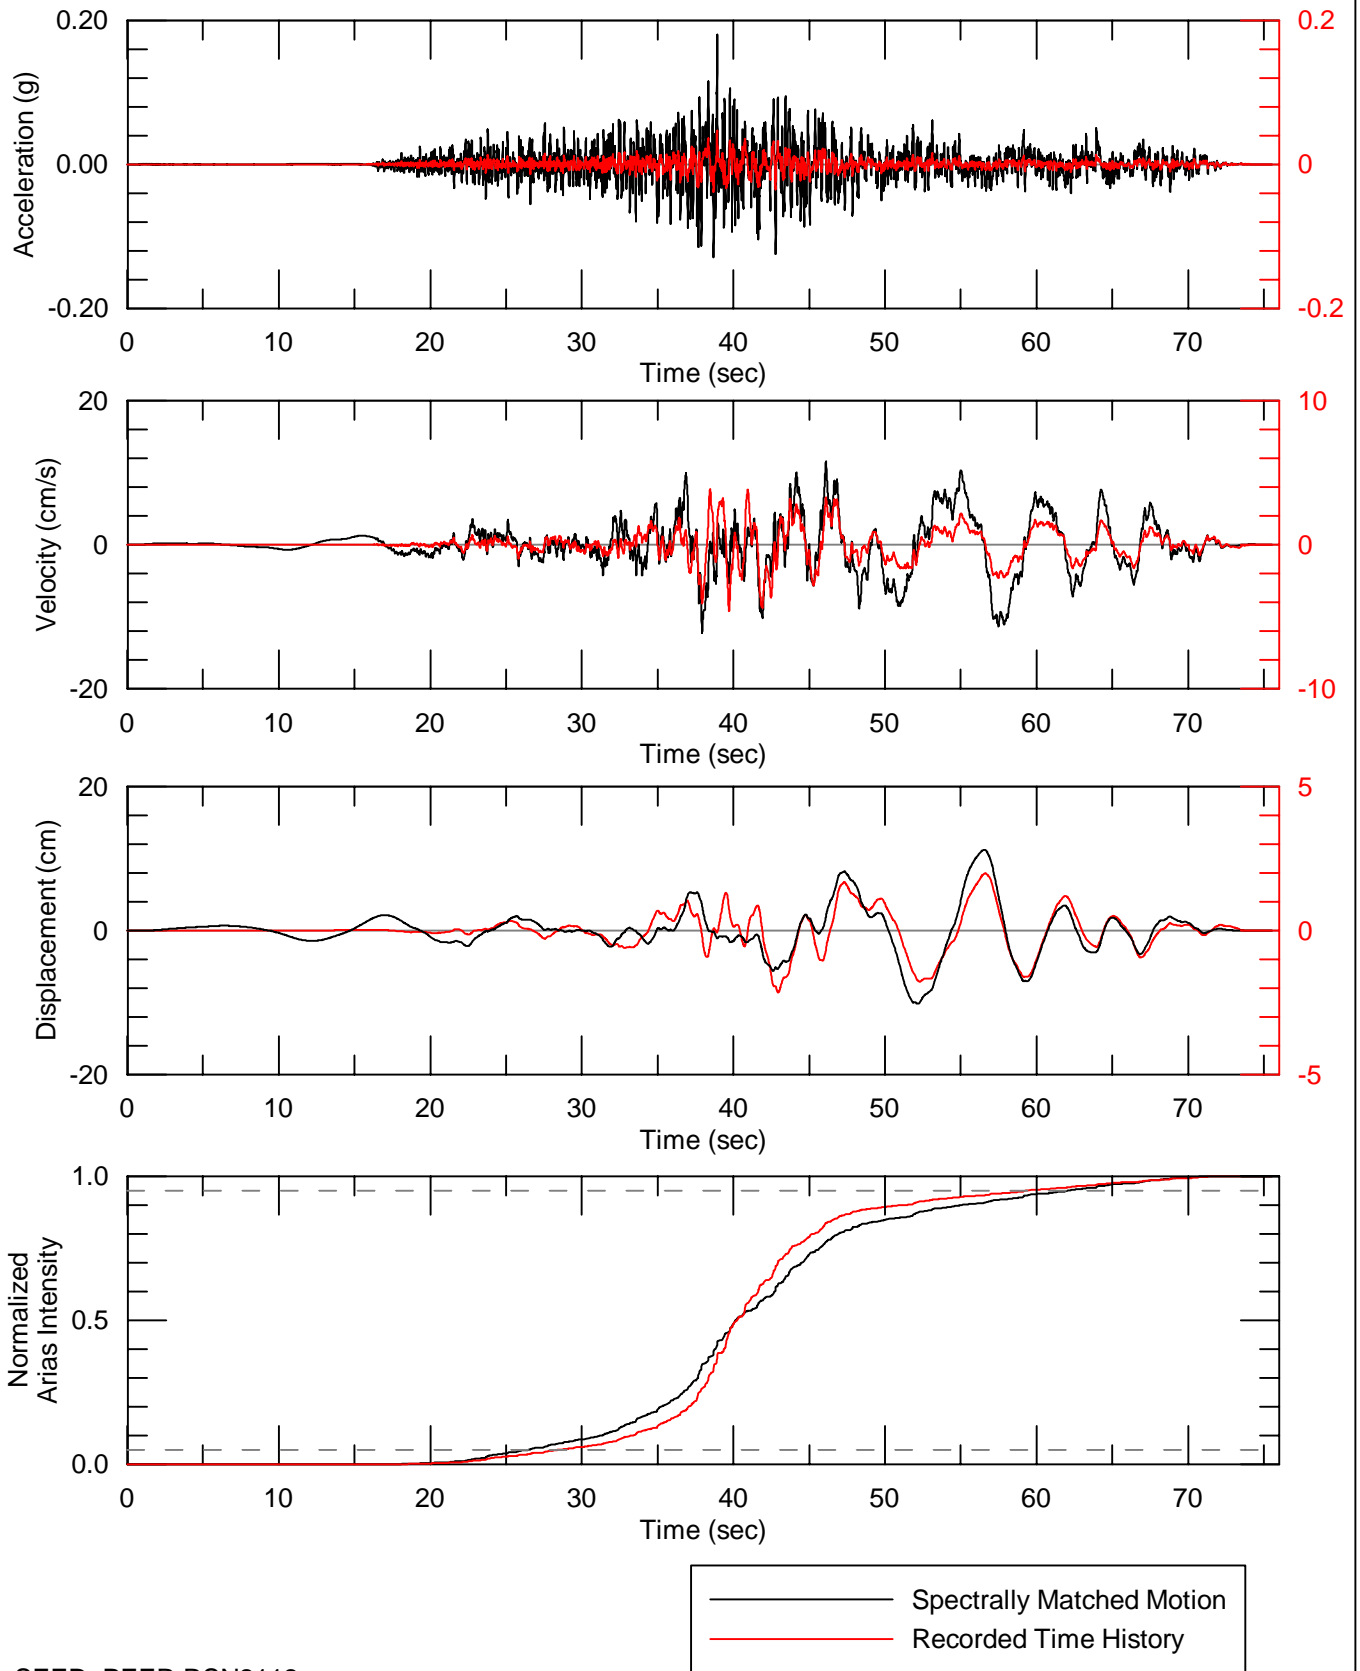 0.20
0.00
-0.20
Acceleration (g)
0.2
0
-0.2
0 10 20 30 40 50 60 70
Time (sec)
20
0
-20
Velocity (cm/s)
10
0
-10
0 10 20 30 40 50 60 70
Time (sec)
20
0
-20
Displacement (cm)
5
0
-5
0 10 20 30 40 50 60 70
Time (sec)
1.0
0.5
0.0
Normalized
Arias Intensity
0 10 20 30 40 50 60 70
Time (sec)
Spectrally Matched Motion
Recorded Time History